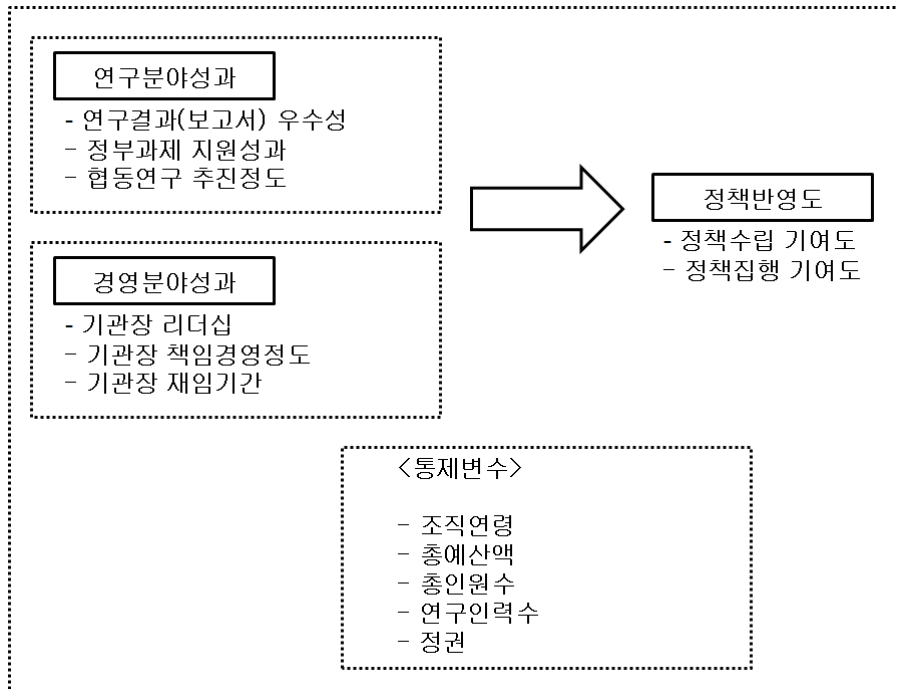 연구분야성과
- 연구결과(보고서) 우수성
- 정부과제 지원성과
- 협동연구 추진정도
정책반영도
- 정책수립 기여도
- 정책집행 기여도
경영분야성과
- 기관장 리더십
- 기관장 책임경영정도
- 기관장 재임기간
<통제변수>
- 조직연령
- 총예산액
- 총인원수
- 연구인력수
- 정권